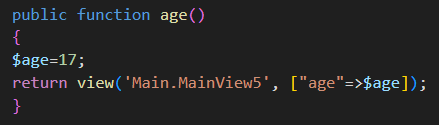 public function age()
{
$age=17;
return view('Main.MainView5', ["age"=>$age]);
}